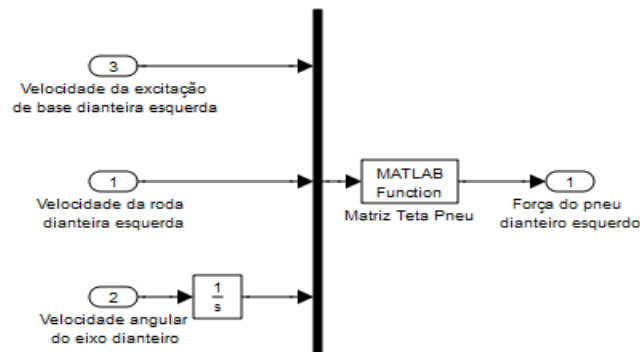 3
Velocidade da excitação
de base dianteira esquerda
1
Velocidade da roda
dianteira esquerda
2
Velocidade angular
do eixo dianteiro
1
s
MATLAB
Function
Matriz Teta Pneu
1
Força do pneu
dianteiro esquerdo